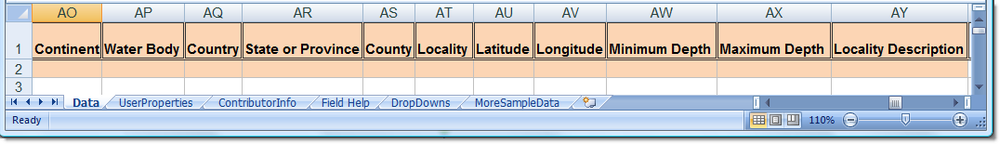 AO AP AQ AR AS AT AU AV AW AX AY
1 Continent Water Body Country State or Province County Locality Latitude Longitude Minimum Depth Maximum Depth Locality Description
2
3
Data UserProperties ContributorInfo Field Help DropDowns MoreSampleData
Ready 110%